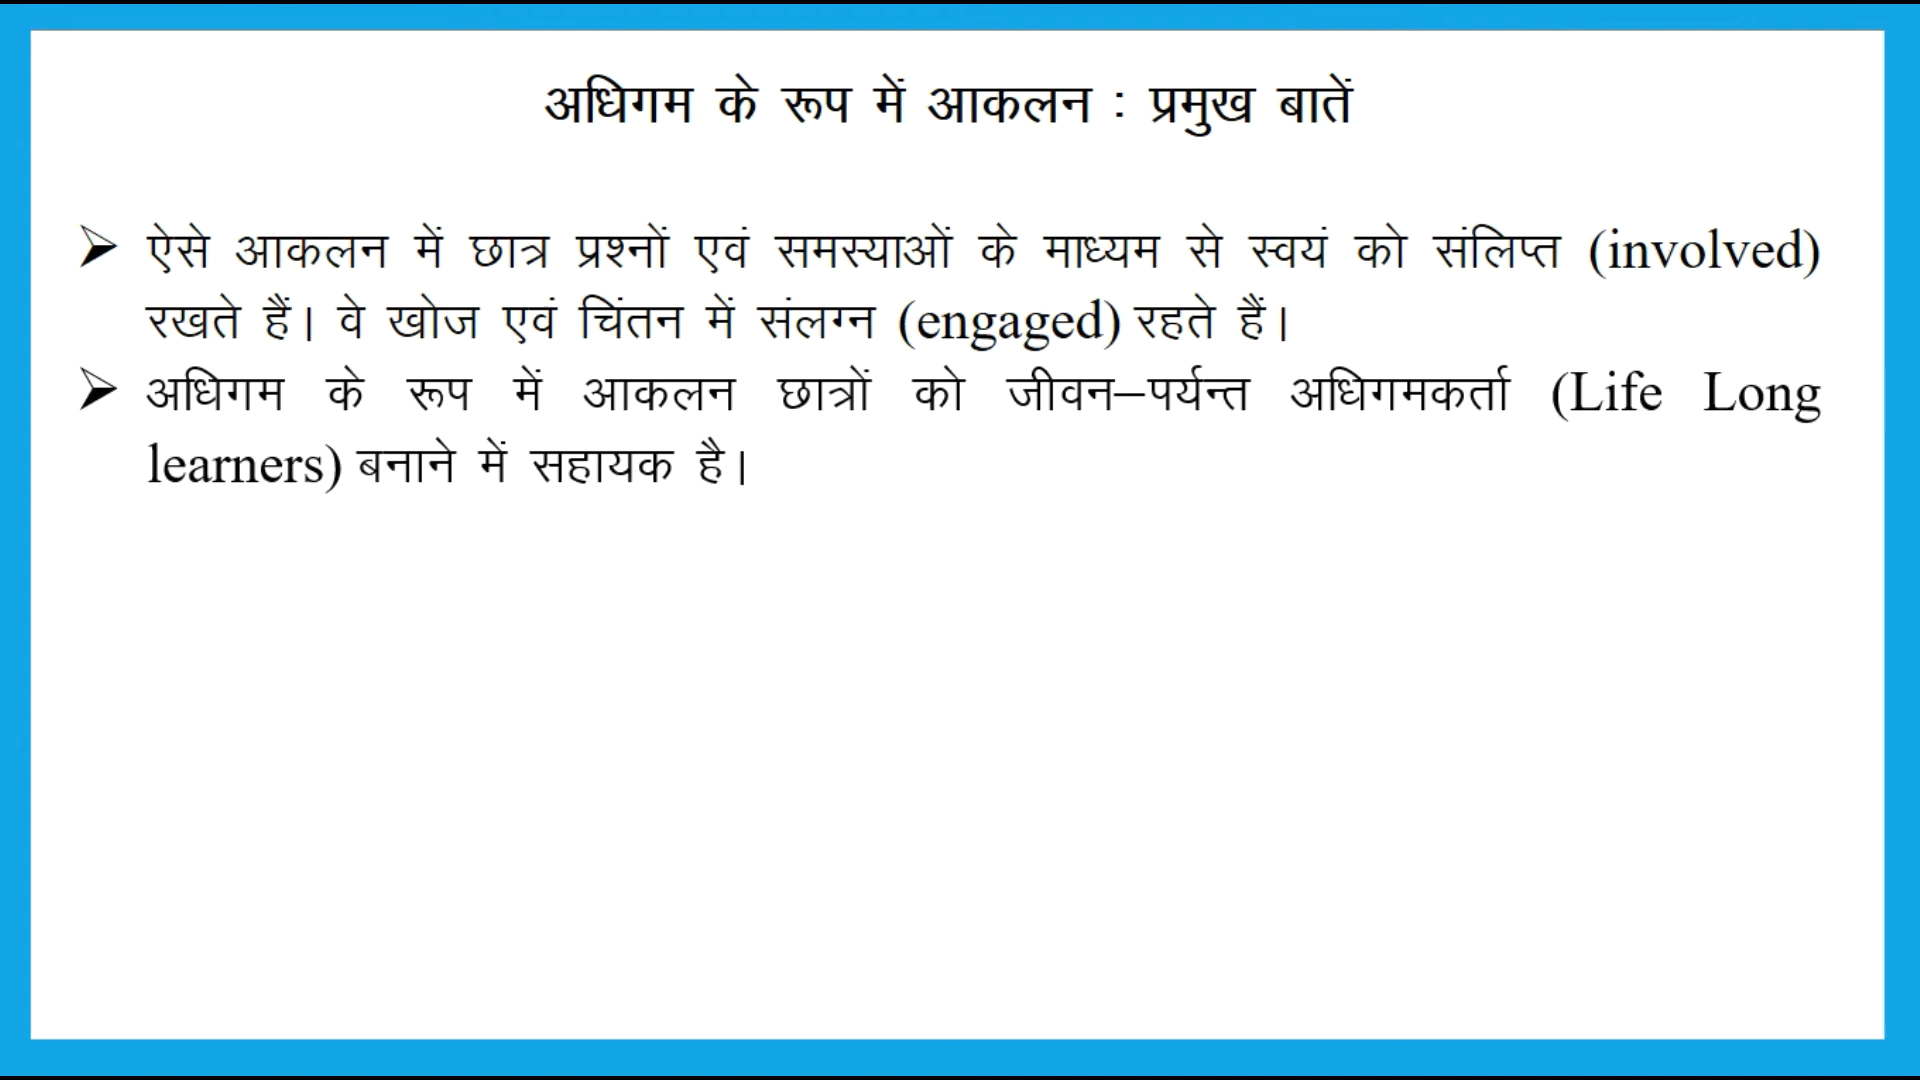 अधिगम के रूप में आकलन : प्रमुख बातें
➢ ऐसे आकलन में छात्र प्रश्नों एवं समस्याओं के माध्यम से स्वयं को संलिप्त (involved)
रखते हैं। वे खोज एवं चिंतन में संलग्न (engaged) रहते हैं।
➢ अधिगम के रूप में आकलन छात्रों को जीवन–पर्यन्त अधिगमकर्ता (Life Long
learners) बनाने में सहायक है।